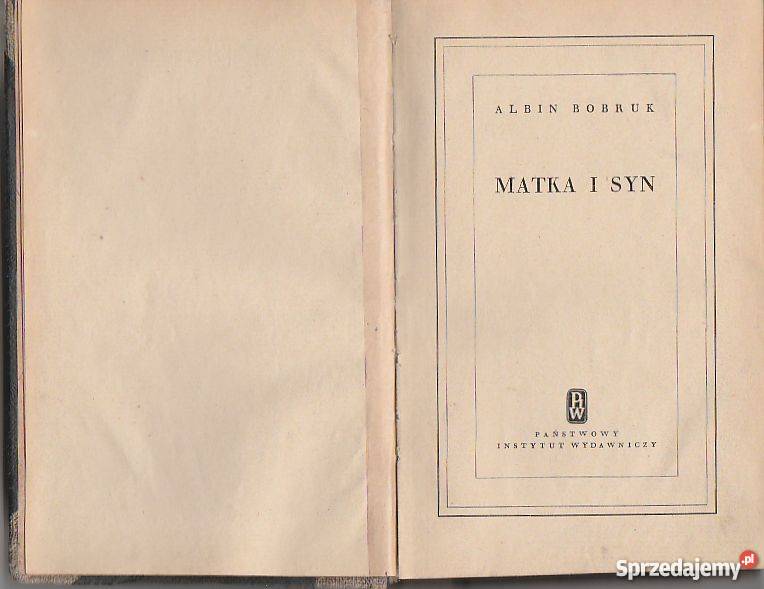 ALBIN BOBRUK
MATKA I SYN
PIW
PAŃSTWOWY
INSTYTUT WYDAWNICZY
Sprzedajemy.pl